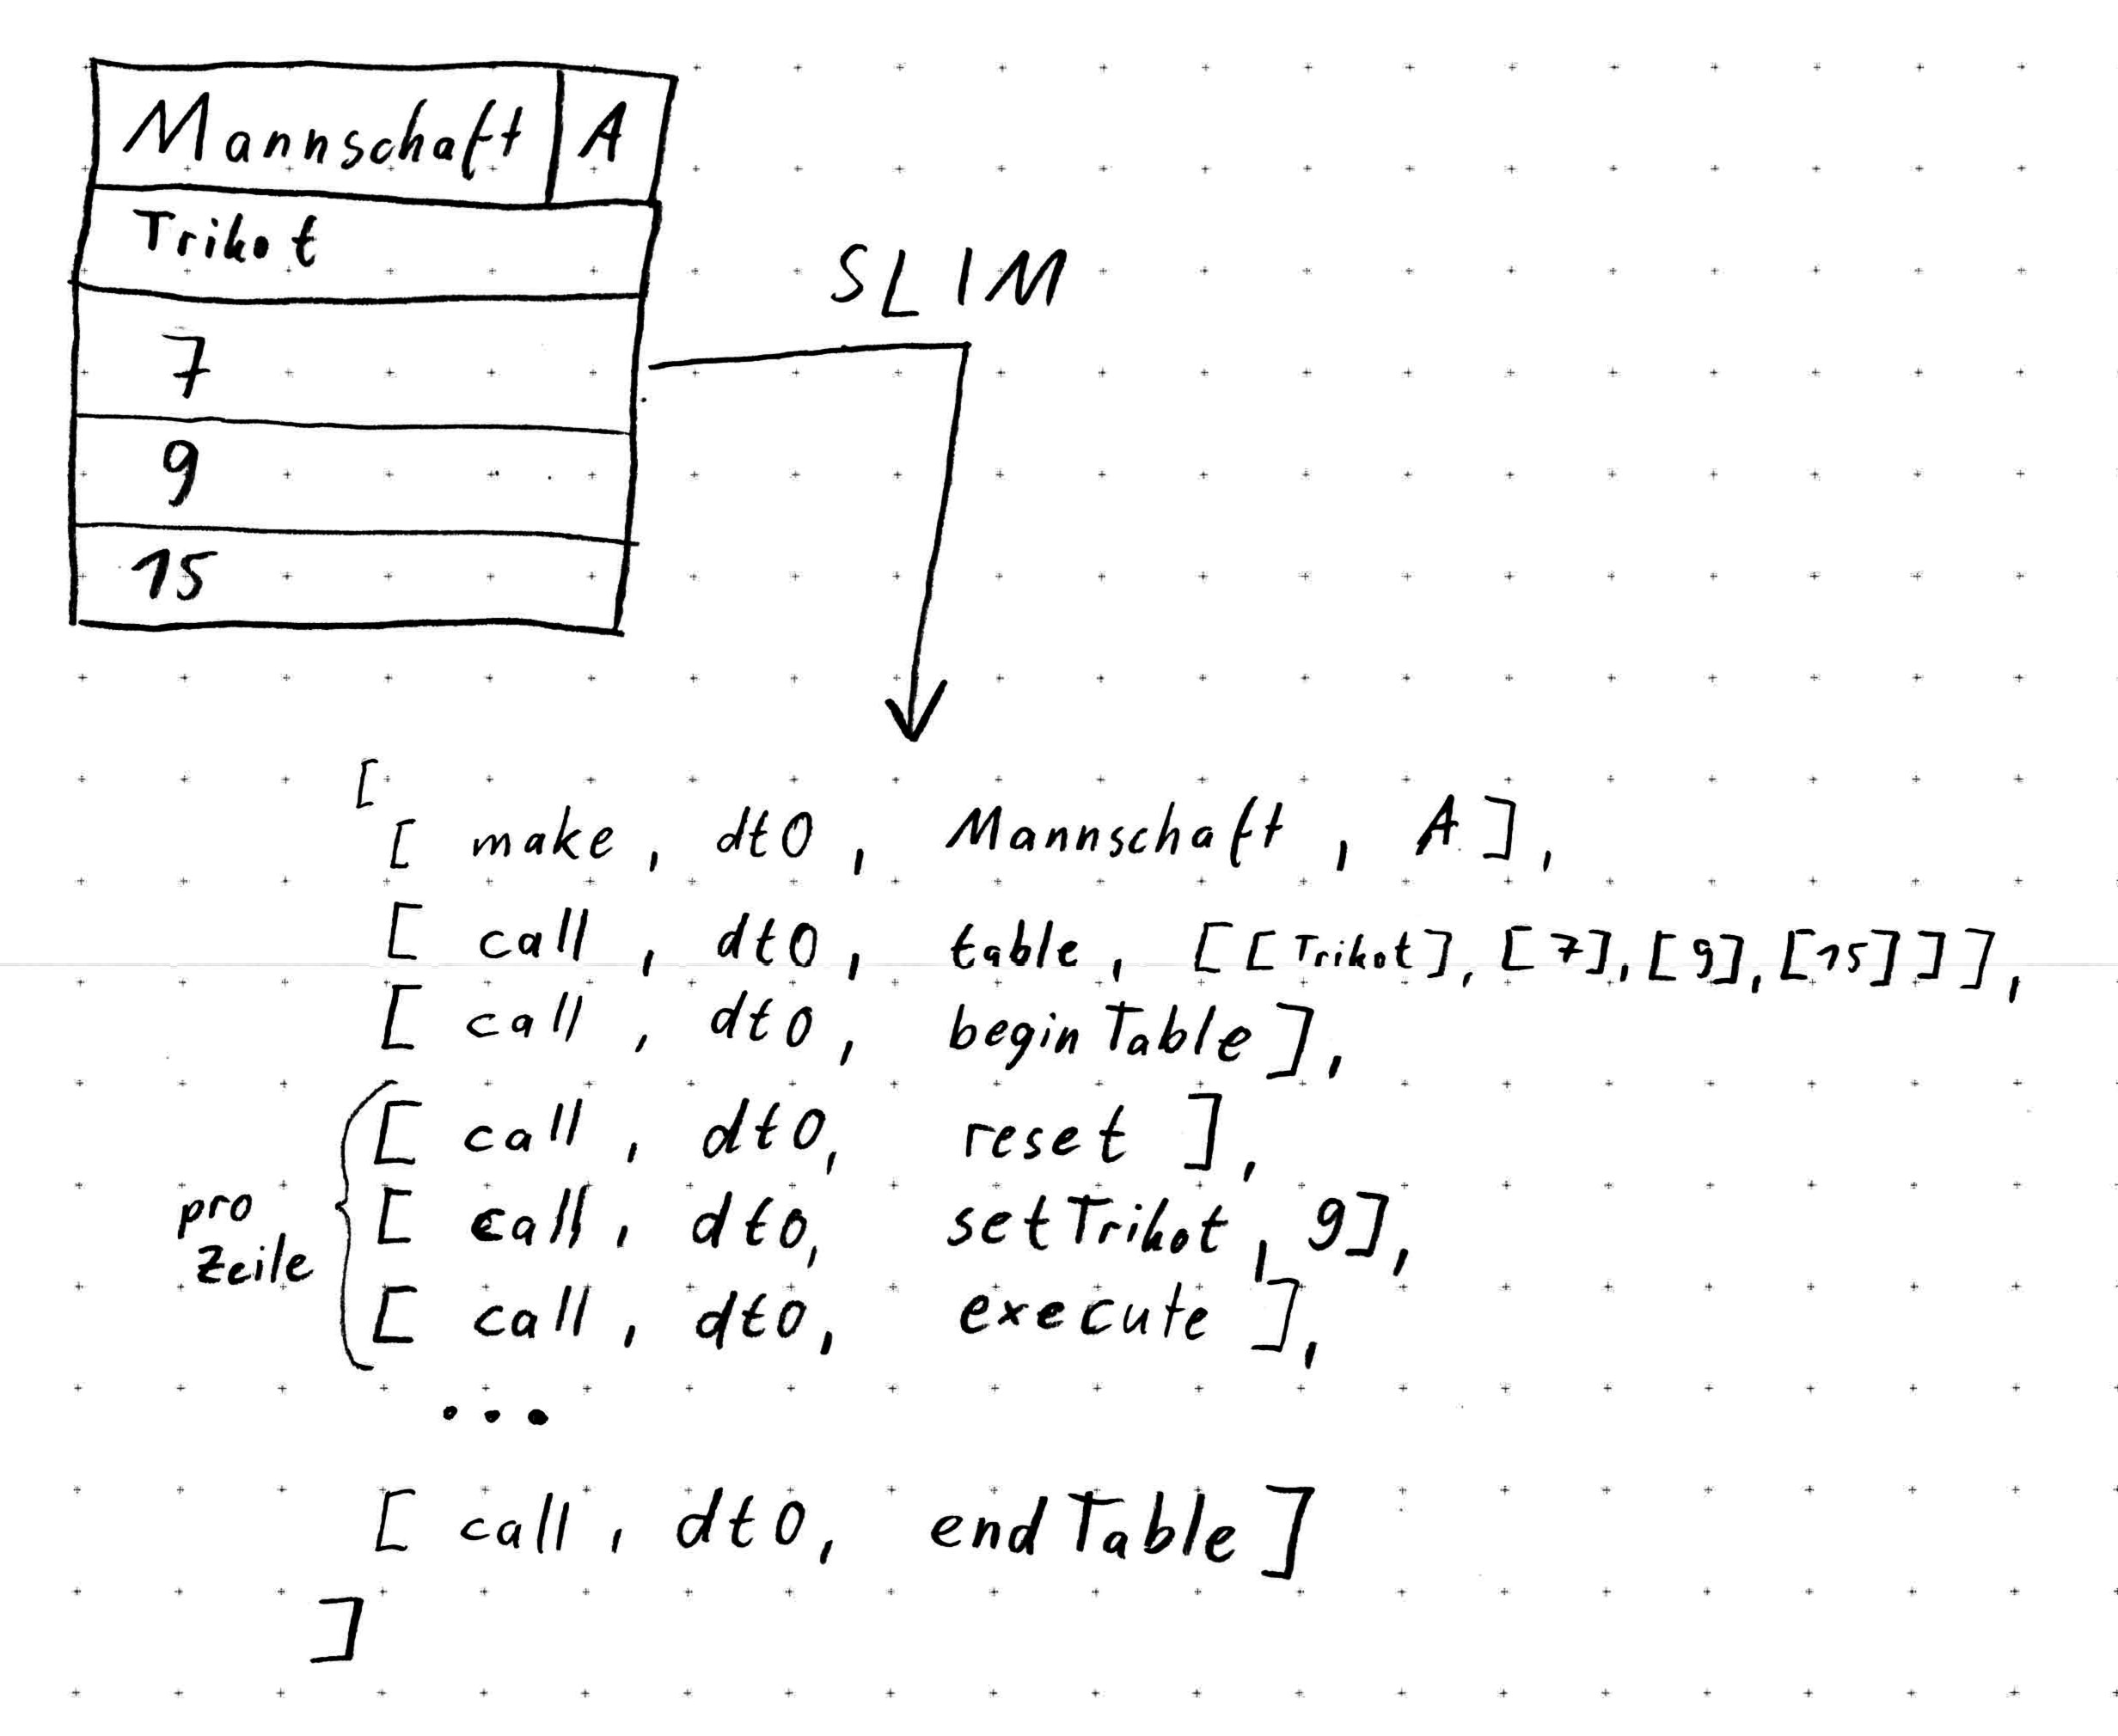 Mannschaft A
Trikot
7
9
15
SLIM
[
[ make, dt0, Mannschaft, A],
[ call, dt0, table, [[Trikot],[7],[9],[15]]],
[ call, dt0, beginTable],
[ call, dt0, reset ],
pro
[ call, dt0, setTrikot, 9],
Zeile
[ call, dt0, execute ],
...
[ call, dt0, endTable]
]